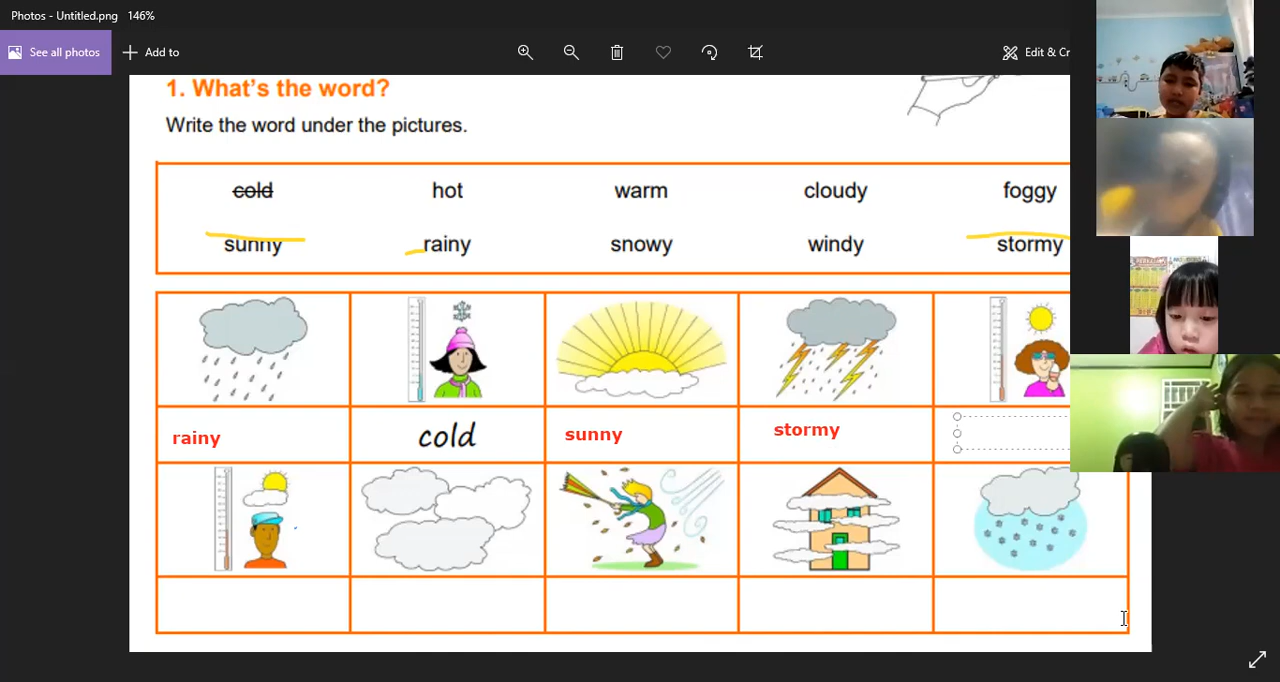 Photos - Untitled.png 146%
See all photos
Add to
Edit & Cr
1. What's the word?
Write the word under the pictures.
cold hot warm cloudy foggy
sunny rainy snowy windy stormy
rainy cold sunny stormy